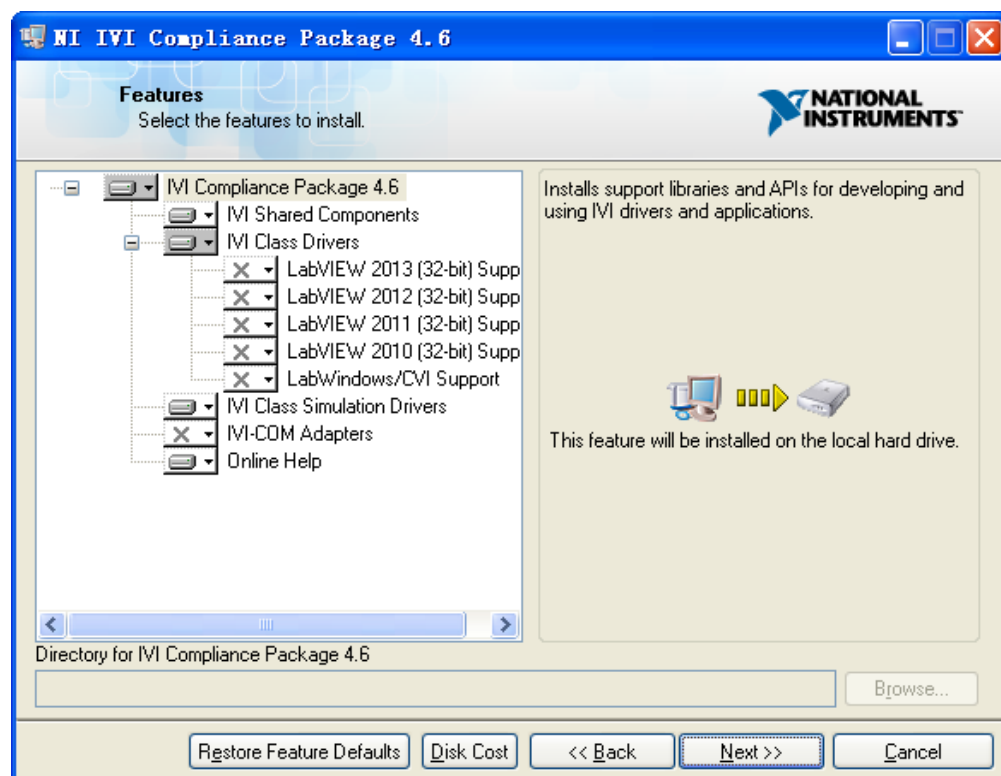 NI IVI Compliance Package 4.6
Features
Select the features to install.
NATIONAL
INSTRUMENTS™
IVI Compliance Package 4.6
IVI Shared Components
IVI Class Drivers
LabVIEW 2013 (32-bit) Supp
LabVIEW 2012 (32-bit) Supp
LabVIEW 2011 (32-bit) Supp
LabVIEW 2010 (32-bit) Supp
LabWindows/CVI Support
IVI Class Simulation Drivers
IVI-COM Adapters
Online Help
Installs support libraries and APIs for developing and
using IVI drivers and applications.
This feature will be installed on the local hard drive.
Directory for IVI Compliance Package 4.6
Browse...
Restore Feature Defaults
Disk Cost
<< Back
Next >>
Cancel